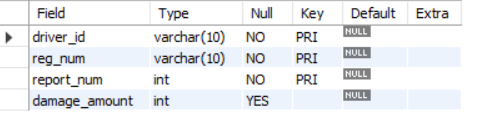 Field Type Null Key Default Extra
driver_id varchar(10) NO PRI NULL
reg_num varchar(10) NO PRI NULL
report_num int NO PRI NULL
damage_amount int YES NULL